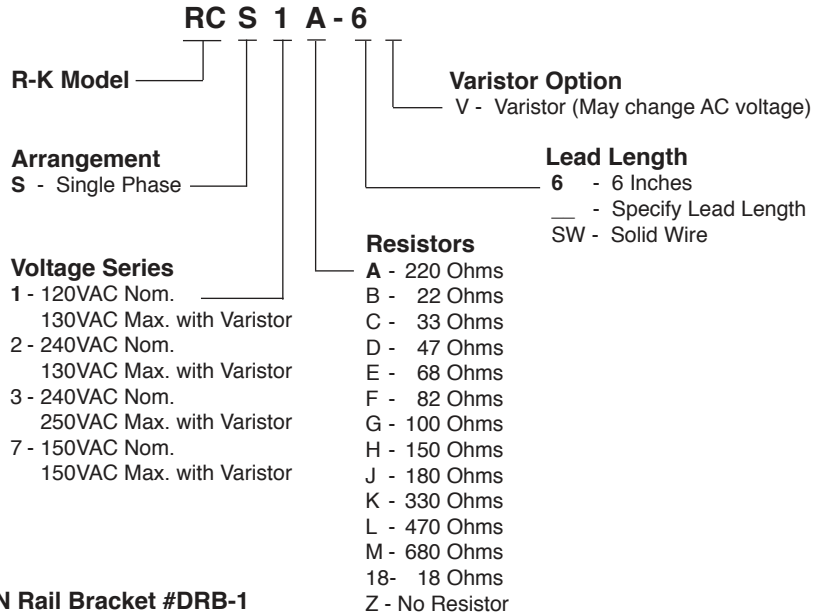 RC S 1 A - 6
R-K Model
Varistor Option
V - Varistor (May change AC voltage)
Arrangement
S - Single Phase
Lead Length
6 - 6 Inches
__ - Specify Lead Length
SW - Solid Wire
Voltage Series
1 - 120VAC Nom.
130VAC Max. with Varistor
2 - 240VAC Nom.
130VAC Max. with Varistor
3 - 240VAC Nom.
250VAC Max. with Varistor
7 - 150VAC Nom.
150VAC Max. with Varistor
Resistors
A - 220 Ohms
B - 22 Ohms
C - 33 Ohms
D - 47 Ohms
E - 68 Ohms
F - 82 Ohms
G - 100 Ohms
H - 150 Ohms
J - 180 Ohms
K - 330 Ohms
L - 470 Ohms
M - 680 Ohms
18- 18 Ohms
Z - No Resistor
N Rail Bracket #DRB-1